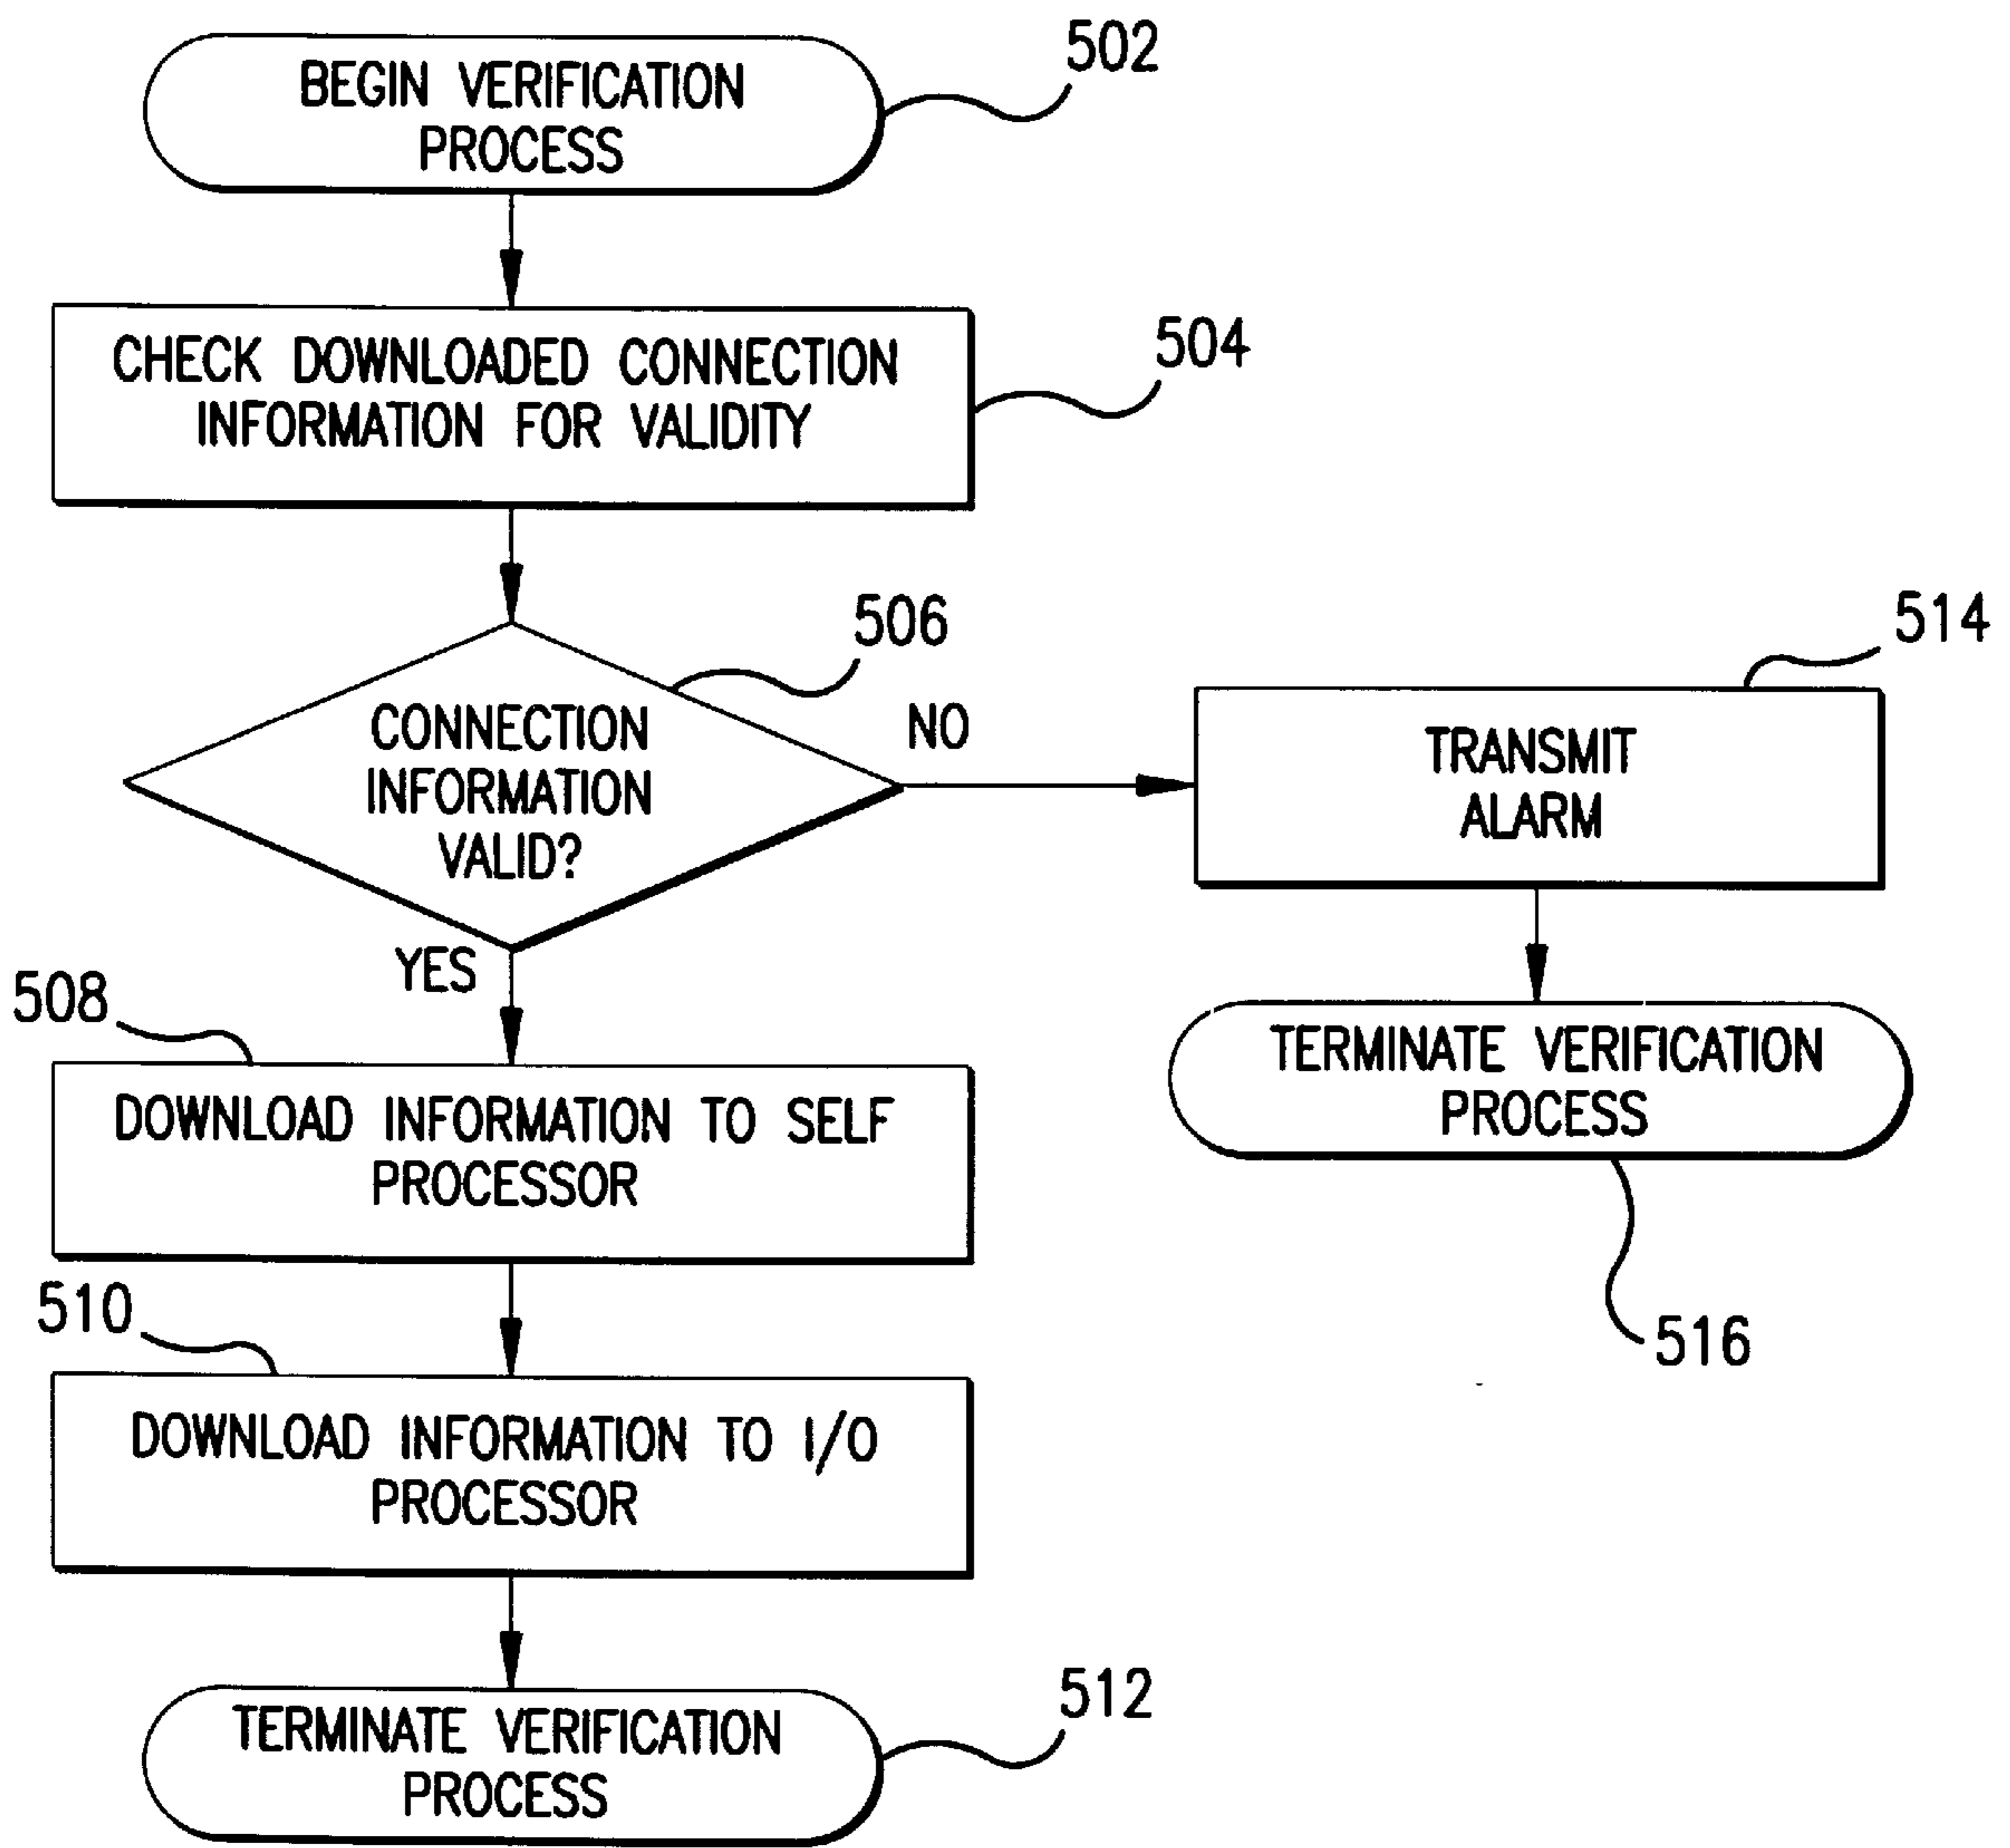 502
BEGIN VERIFICATION
PROCESS
504
CHECK DOWNLOADED CONNECTION
INFORMATION FOR VALIDITY
506
CONNECTION
INFORMATION
VALID?
NO
YES
514
TRANSMIT
ALARM
TERMINATE VERIFICATION
PROCESS
516
508
DOWNLOAD INFORMATION TO SELF
PROCESSOR
510
DOWNLOAD INFORMATION TO I/O
PROCESSOR
512
TERMINATE VERIFICATION
PROCESS